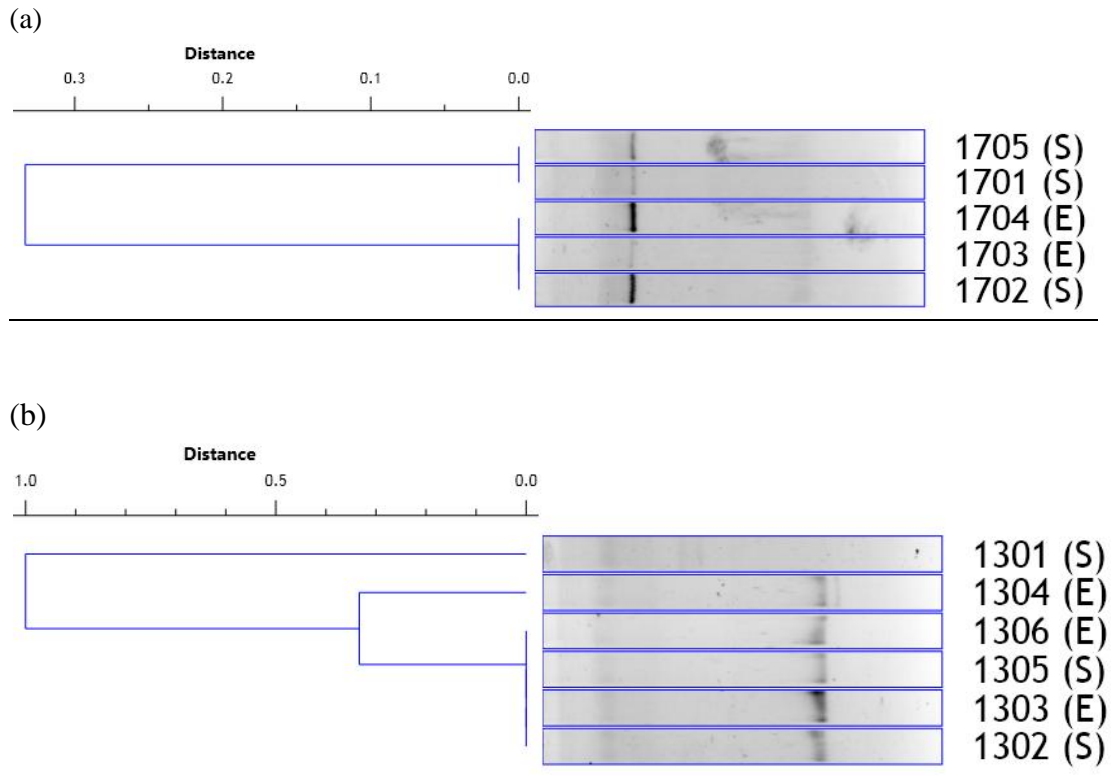 (a)
Distance
0.3 0.2 0.1 0.0
1705 (S)
1701 (S)
1704 (E)
1703 (E)
1702 (S)
(b)
Distance
1.0 0.5 0.0
1301 (S)
1304 (E)
1306 (E)
1305 (S)
1303 (E)
1302 (S)